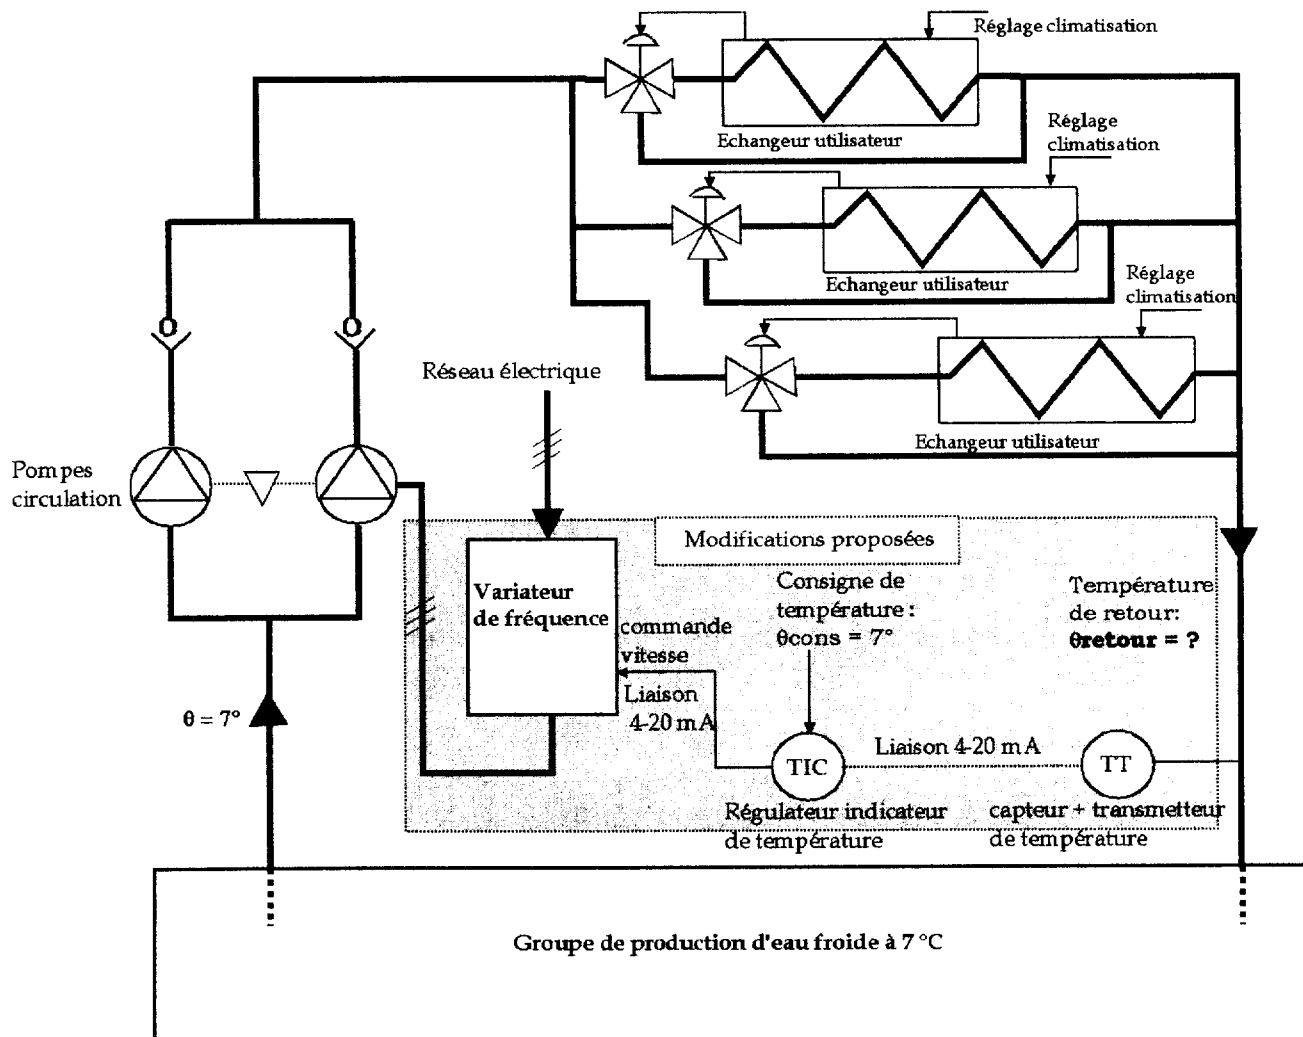 Réglage climatisation
Echangeur utilisateur
Réglage
climatisation
Echangeur utilisateur
Réglage
climatisation
Echangeur utilisateur
Réseau électrique
Pompes
circulation
Modifications proposées
Variateur
de fréquence
commande
vitesse
Liaison
4-20 mA
Consigne de
température :
θcons = 7°
Température
de retour:
θretour = ?
θ = 7°
TIC
Liaison 4-20 mA
TT
Régulateur indicateur
de température
capteur + transmetteur
de température
Groupe de production d'eau froide à 7 °C